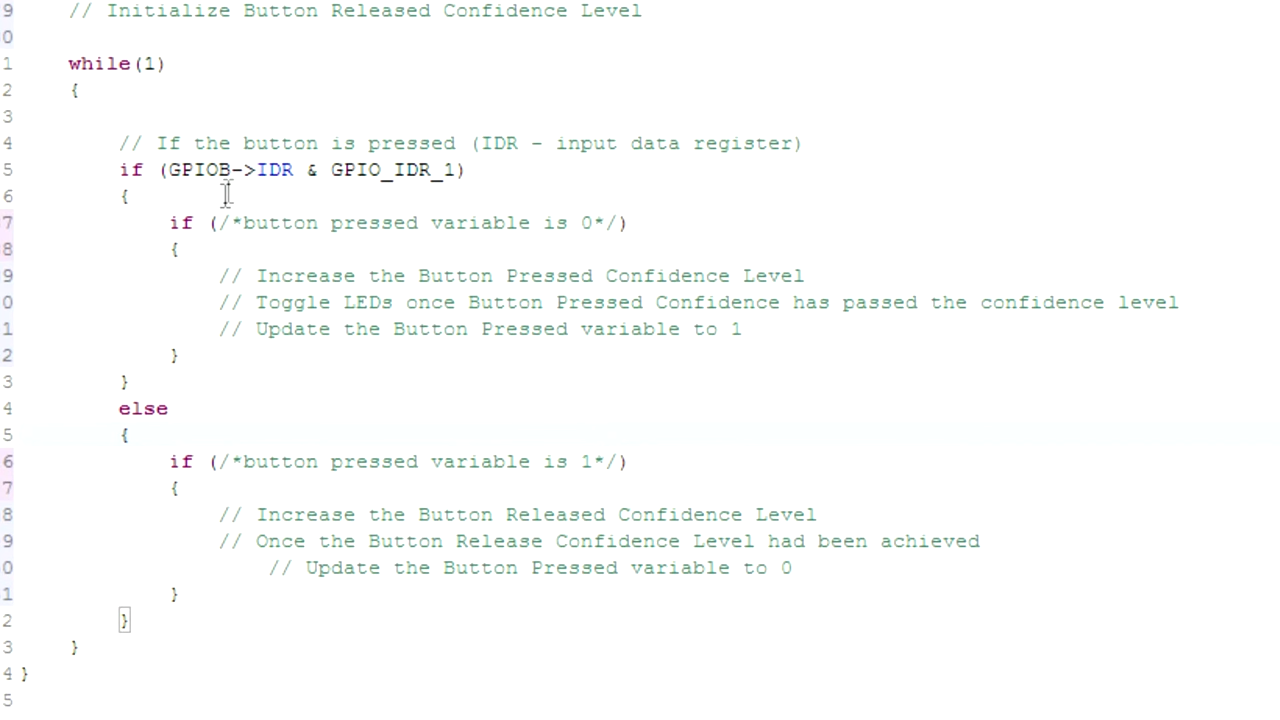 9 // Initialize Button Released Confidence Level
0
1 while(1)
2 {
3
4 // If the button is pressed (IDR - input data register)
5 if (GPIOB->IDR & GPIO_IDR_1)
6 {
7 if (/*button pressed variable is 0*/)
8 {
9 // Increase the Button Pressed Confidence Level
0 // Toggle LEDs once Button Pressed Confidence has passed the confidence level
1 // Update the Button Pressed variable to 1
2 }
3 }
4 else
5 {
6 if (/*button pressed variable is 1*/)
7 {
8 // Increase the Button Released Confidence Level
9 // Once the Button Release Confidence Level had been achieved
0 // Update the Button Pressed variable to 0
1 }
2 }
3 }
4 }
5